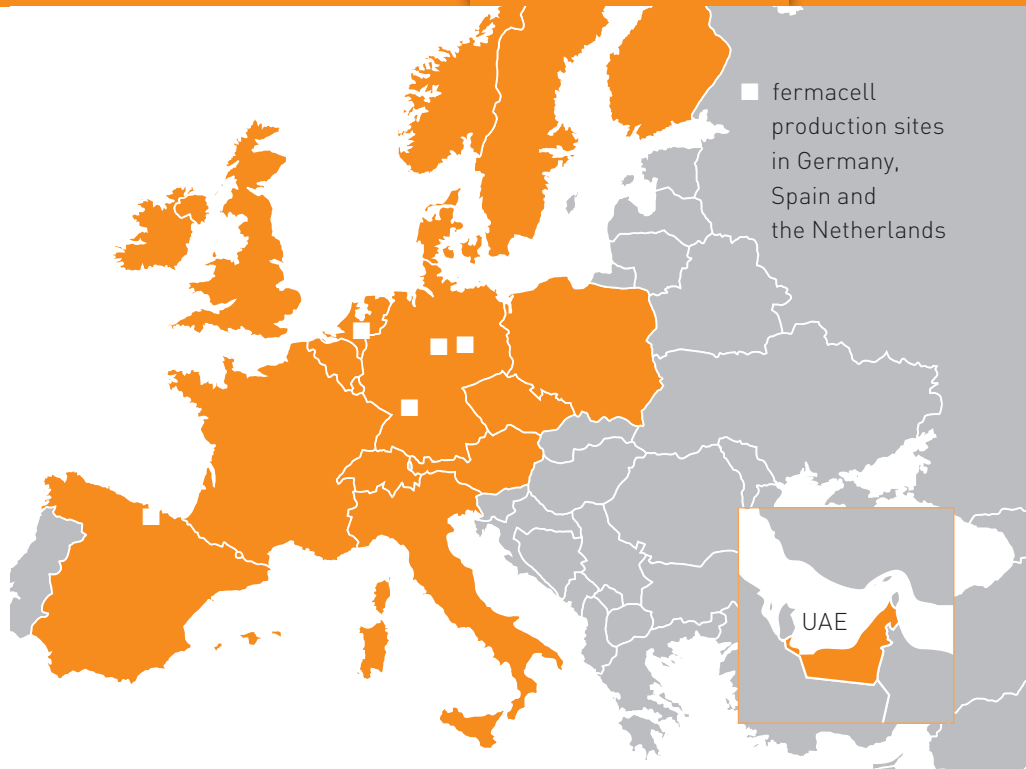 fermacell
production sites
in Germany,
Spain and
the Netherlands
UAE